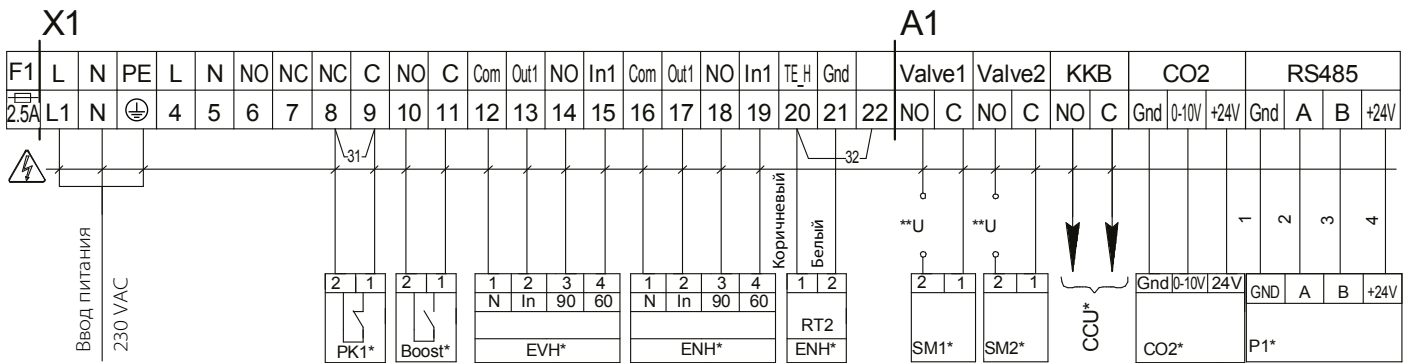 X1 A1
F1 L N PE L N NO NC NC C NO C Com Out1 NO In1 Com Out1 NO In1 TE_H Gnd Valve1 Valve2 KKB CO2 RS485
2.5A L1 N 4 5 6 7 8 9 10 11 12 13 14 15 16 17 18 19 20 21 22 NO C NO C NO C Gnd 0-10V +24V Gnd A B +24V
31 32
Ввод питания
230 VAC
Коричневый
Белый
**U **U
1 2 3 4
2 1 2 1 1 2 3 4 1 2 3 4 1 2 2 1 2 1 Gnd 0-10V 24V GND A B +24V
N In 90 60 N In 90 60
RT2
PK1* Boost* EVH* ENH* ENH* SM1* SM2* CCU* CO2* P1*